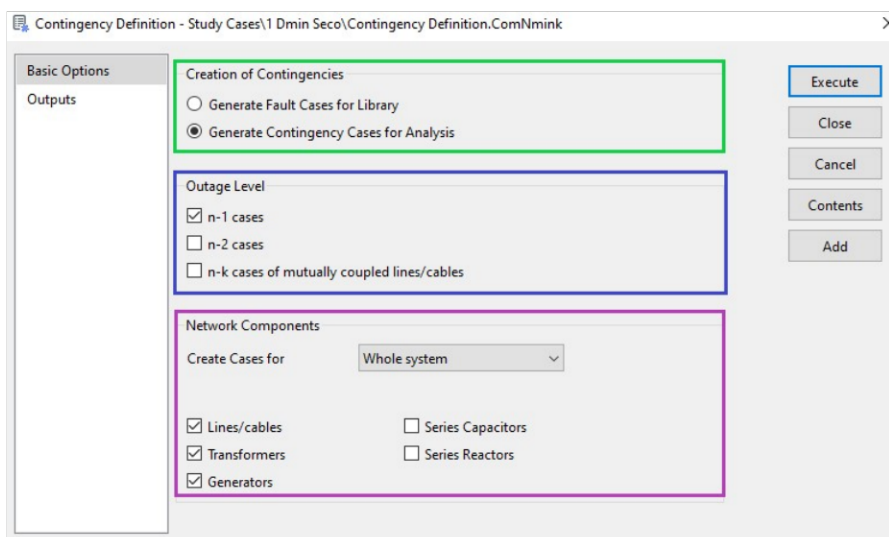 Contingency Definition - Study Cases\1 Dmin Seco\Contingency Definition.ComNmink
Basic Options
Outputs
Creation of Contingencies
Generate Fault Cases for Library
Generate Contingency Cases for Analysis
Outage Level
n-1 cases
n-2 cases
n-k cases of mutually coupled lines/cables
Network Components
Create Cases for Whole system
Lines/cables Series Capacitors
Transformers Series Reactors
Generators
Execute
Close
Cancel
Contents
Add